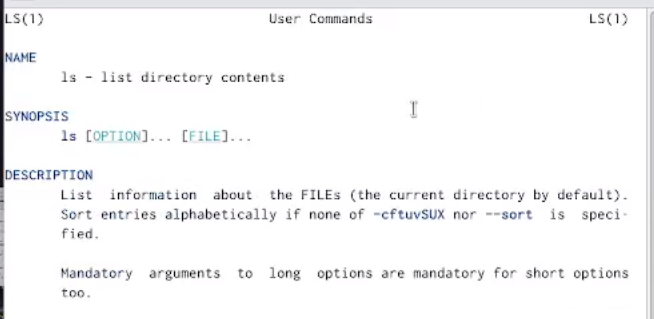 LS(1) User Commands LS(1)
NAME
ls - list directory contents
SYNOPSIS
ls [OPTION]... [FILE]...
DESCRIPTION
List information about the FILEs (the current directory by default).
Sort entries alphabetically if none of -cftuvSUX nor --sort is speci-
fied.
Mandatory arguments to long options are mandatory for short options
too.